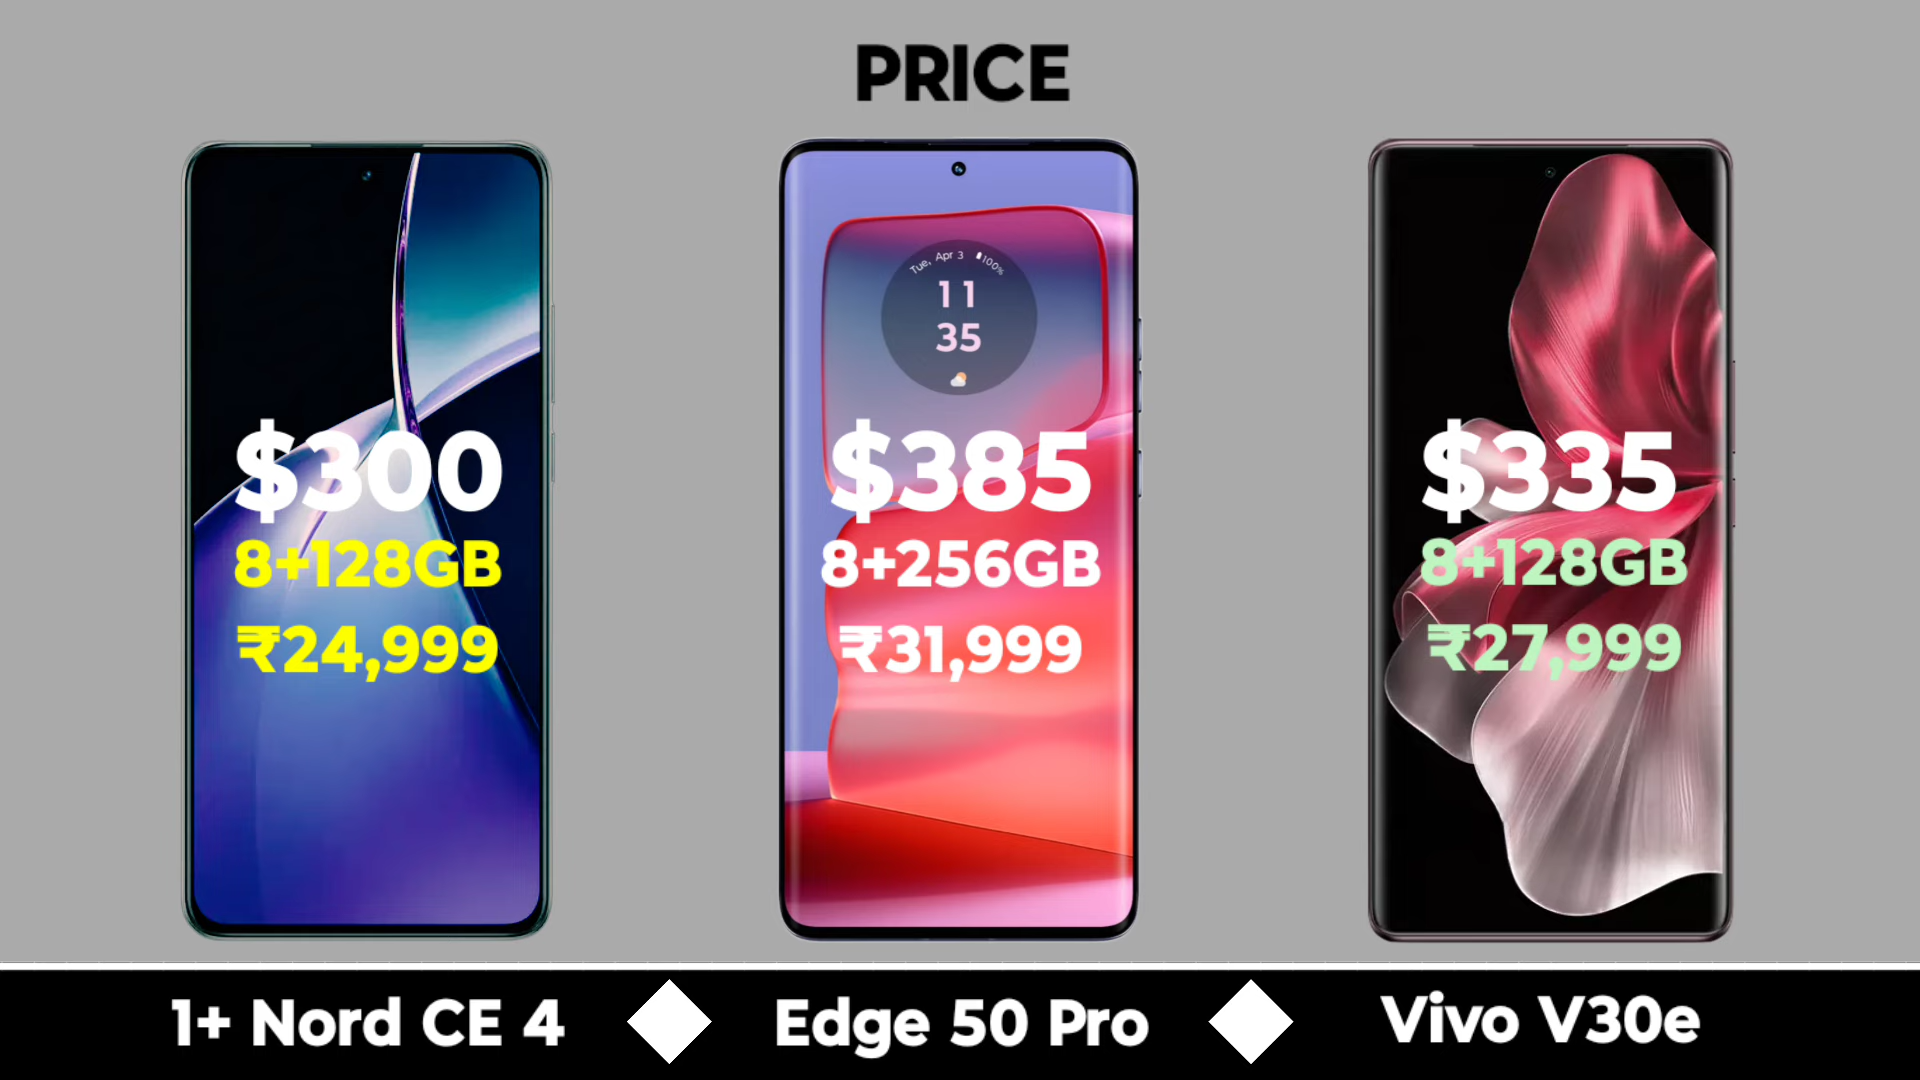 PRICE
Tue, Apr 3 100%
11
35
$300
8+128GB
₹24,999
$385
8+256GB
₹31,999
$335
8+128GB
₹27,999
1+ Nord CE 4
Edge 50 Pro
Vivo V30e